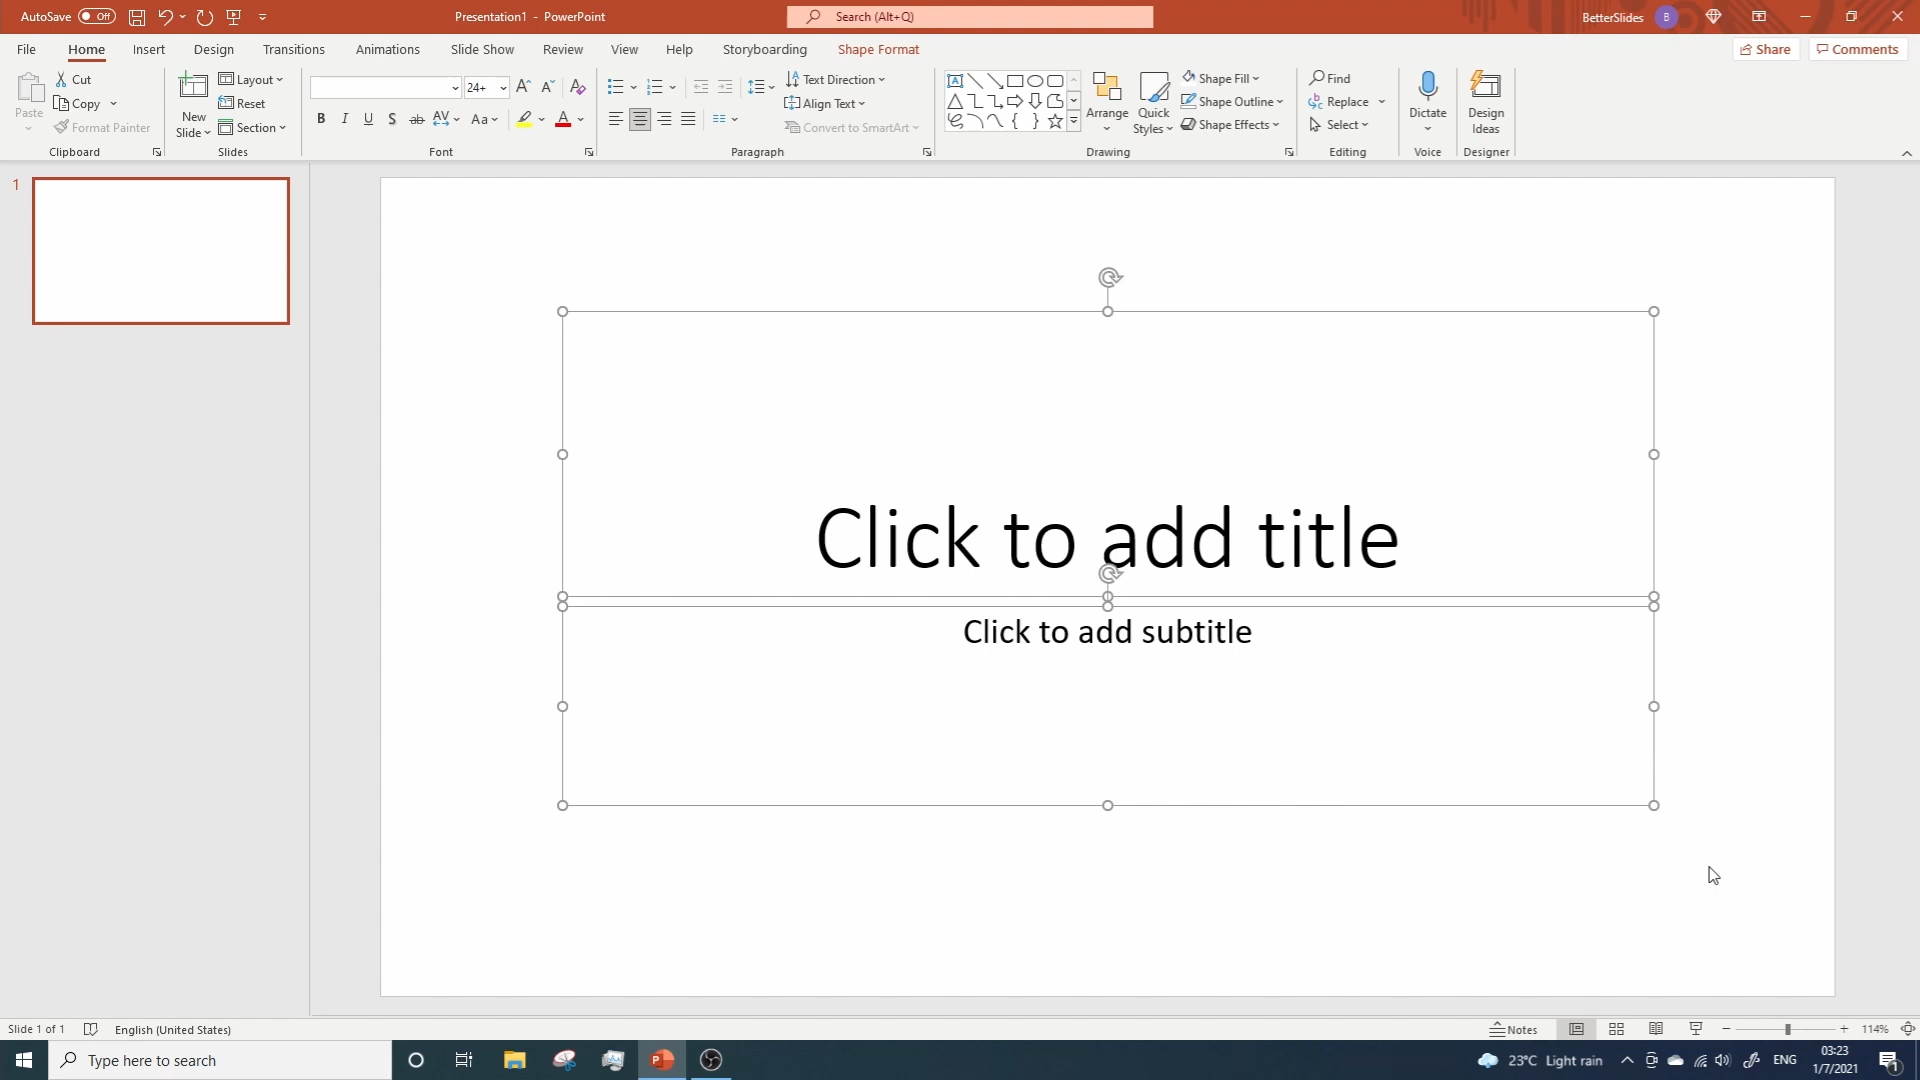 AutoSave Off Presentation1 - PowerPoint Search (Alt+Q) BetterSlides B
File Home Insert Design Transitions Animations Slide Show Review View Help Storyboarding Shape Format Share Comments
Paste Cut Copy Format Painter Clipboard
New Slide Layout Reset Section Slides
24+ A A A
B I U S ab AV Aa A Font
Text Direction Align Text Convert to SmartArt Paragraph
A Arrange Quick Styles Shape Fill Shape Outline Shape Effects Drawing
Find Replace Select Editing
Dictate Voice
Design Ideas Designer
1
Click to add title
Click to add subtitle
Slide 1 of 1 English (United States) Notes 114%
Type here to search P 23°C Light rain ENG 03:23 1/7/2021 1